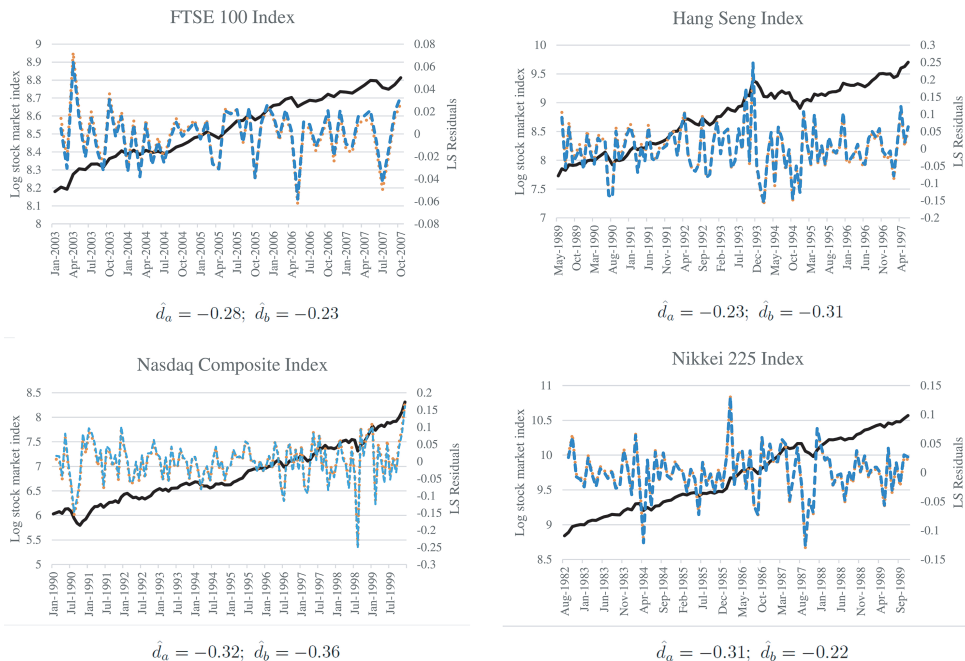 FTSE 100 Index
Log stock market index
9
8.9
8.8
8.7
8.6
8.5
8.4
8.3
8.2
8.1
8
0.08
0.06
0.04
0.02
0
-0.02
-0.04
-0.06
-0.08
LS Residuals
Jan-2003
Apr-2003
Jul-2003
Oct-2003
Jan-2004
Apr-2004
Jul-2004
Oct-2004
Jan-2005
Apr-2005
Jul-2005
Oct-2005
Jan-2006
Apr-2006
Jul-2006
Oct-2006
Jan-2007
Apr-2007
Jul-2007
Oct-2007
d̂ₐ = −0.28; d̂_b = −0.23
Hang Seng Index
Log stock market index
10
9.5
9
8.5
8
7.5
7
0.3
0.25
0.2
0.15
0.1
0.05
0
-0.05
-0.1
-0.15
-0.2
LS Residuals
May-1989
Oct-1989
Mar-1990
Aug-1990
Jan-1991
Jun-1991
Nov-1991
Apr-1992
Sep-1992
Feb-1993
Jul-1993
Dec-1993
May-1994
Oct-1994
Mar-1995
Aug-1995
Jan-1996
Jun-1996
Nov-1996
Apr-1997
d̂ₐ = −0.23; d̂_b = −0.31
Nasdaq Composite Index
Log stock market index
8.5
8
7.5
7
6.5
6
5.5
5
0.2
0.15
0.1
0.05
0
-0.05
-0.1
-0.15
-0.2
-0.25
-0.3
LS Residuals
Jan-1990
Jul-1990
Jan-1991
Jul-1991
Jan-1992
Jul-1992
Jan-1993
Jul-1993
Jan-1994
Jul-1994
Jan-1995
Jul-1995
Jan-1996
Jul-1996
Jan-1997
Jul-1997
Jan-1998
Jul-1998
Jan-1999
Jul-1999
d̂ₐ = −0.32; d̂_b = −0.36
Nikkei 225 Index
Log stock market index
11
10.5
10
9.5
9
8.5
0.15
0.1
0.05
0
-0.05
-0.1
-0.15
LS Residuals
Aug-1982
Jan-1983
Jun-1983
Nov-1983
Apr-1984
Sep-1984
Feb-1985
Jul-1985
Dec-1985
May-1986
Oct-1986
Mar-1987
Aug-1987
Jan-1988
Jun-1988
Nov-1988
Apr-1989
Sep-1989
d̂ₐ = −0.31; d̂_b = −0.22